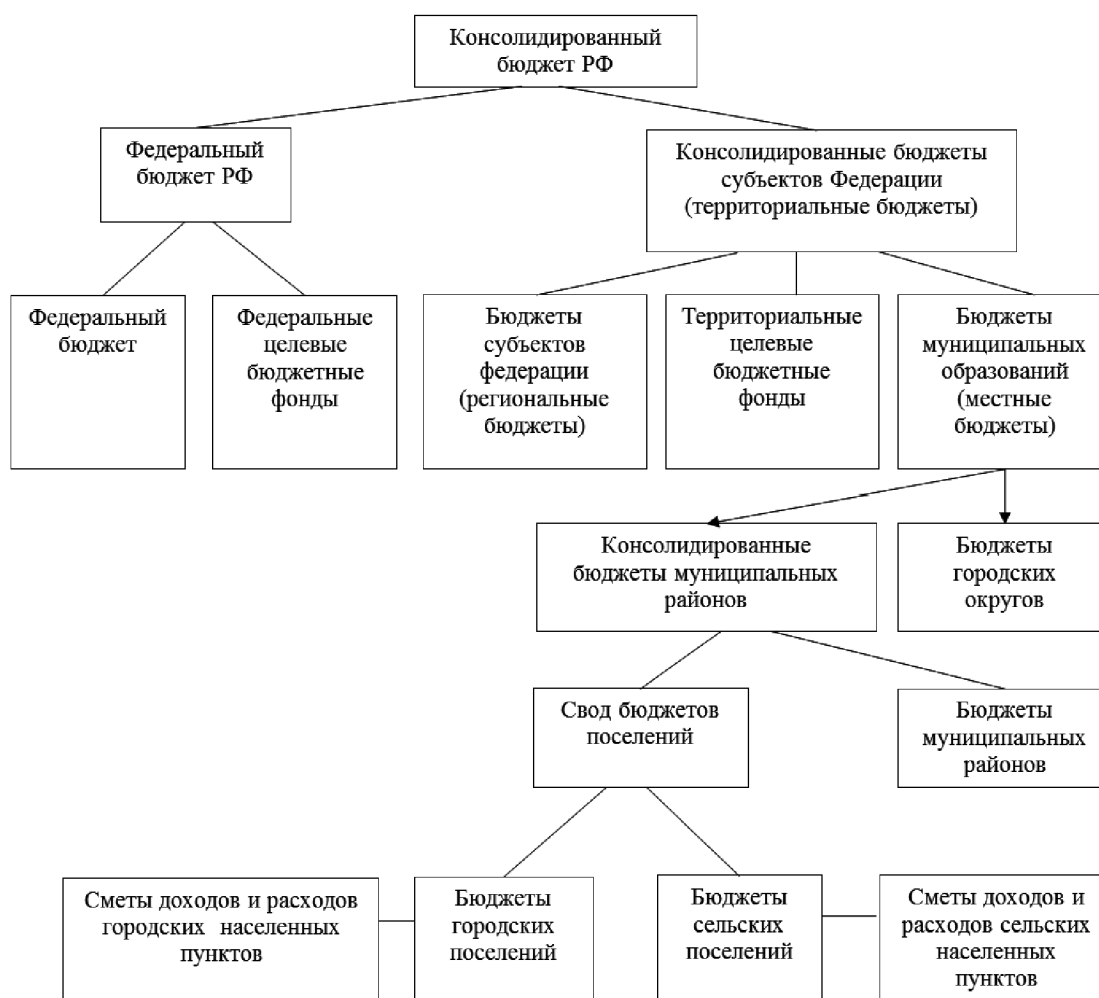 Консолидированный
бюджет РФ
Федеральный
бюджет РФ
Консолидированные бюджеты
субъектов Федерации
(территориальные бюджеты)
Федеральный
бюджет
Федеральные
целевые
бюджетные
фонды
Бюджеты
субъектов
федерации
(региональные
бюджеты)
Территориальные
целевые
бюджетные
фонды
Бюджеты
муниципальных
образований
(местные
бюджеты)
Консолидированные
бюджеты муниципальных
районов
Бюджеты
городских
округов
Свод бюджетов
поселений
Бюджеты
муниципальных
районов
Сметы доходов и расходов
городских населенных
пунктов
Бюджеты
городских
поселений
Бюджеты
сельских
поселений
Сметы доходов и
расходов сельских
населенных
пунктов